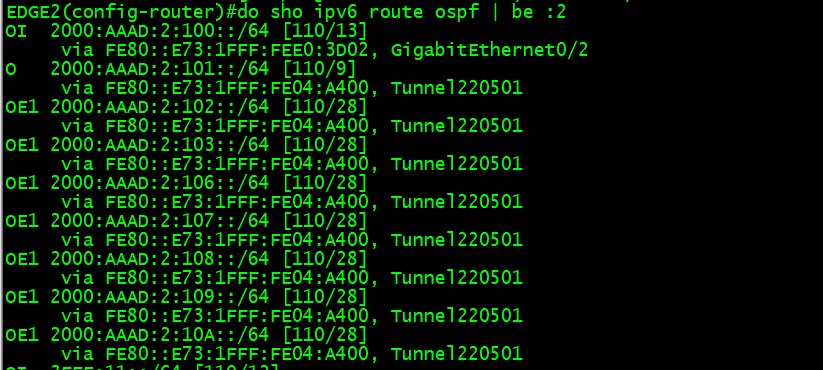 EDGE2(config-router)#do sho ipv6 route ospf | be :2
OI  2000:AAAD:2:100::/64 [110/13]
via FE80::E73:1FFF:FEE0:3D02, GigabitEthernet0/2
O   2000:AAAD:2:101::/64 [110/9]
via FE80::E73:1FFF:FE04:A400, Tunnel220501
OE1 2000:AAAD:2:102::/64 [110/28]
via FE80::E73:1FFF:FE04:A400, Tunnel220501
OE1 2000:AAAD:2:103::/64 [110/28]
via FE80::E73:1FFF:FE04:A400, Tunnel220501
OE1 2000:AAAD:2:106::/64 [110/28]
via FE80::E73:1FFF:FE04:A400, Tunnel220501
OE1 2000:AAAD:2:107::/64 [110/28]
via FE80::E73:1FFF:FE04:A400, Tunnel220501
OE1 2000:AAAD:2:108::/64 [110/28]
via FE80::E73:1FFF:FE04:A400, Tunnel220501
OE1 2000:AAAD:2:109::/64 [110/28]
via FE80::E73:1FFF:FE04:A400, Tunnel220501
OE1 2000:AAAD:2:10A::/64 [110/28]
via FE80::E73:1FFF:FE04:A400, Tunnel220501